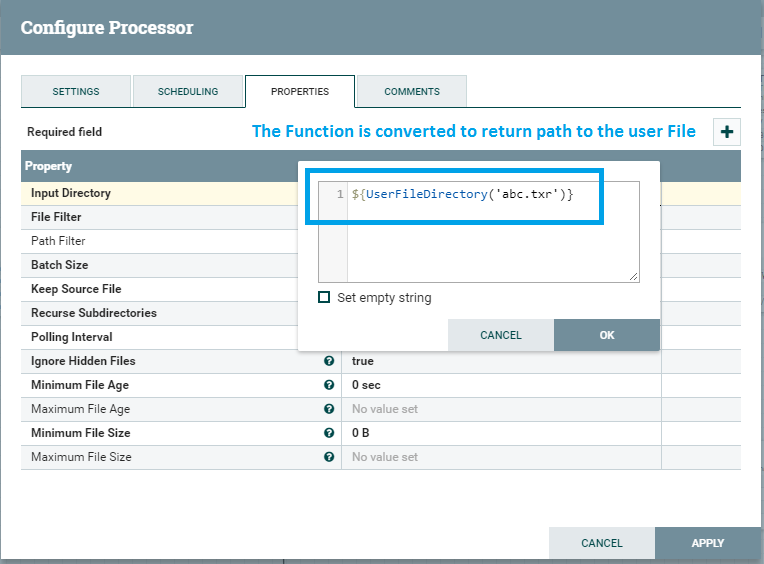 Configure Processor
SETTINGS SCHEDULING PROPERTIES COMMENTS
Required field The Function is converted to return path to the user File
Property
Input Directory
1 ${UserFileDirectory('abc.txr')}
File Filter
Path Filter
Batch Size
Keep Source File
Set empty string
Recurse Subdirectories
Polling Interval
CANCEL OK
Ignore Hidden Files true
Minimum File Age 0 sec
Maximum File Age No value set
Minimum File Size 0 B
Maximum File Size No value set
CANCEL APPLY